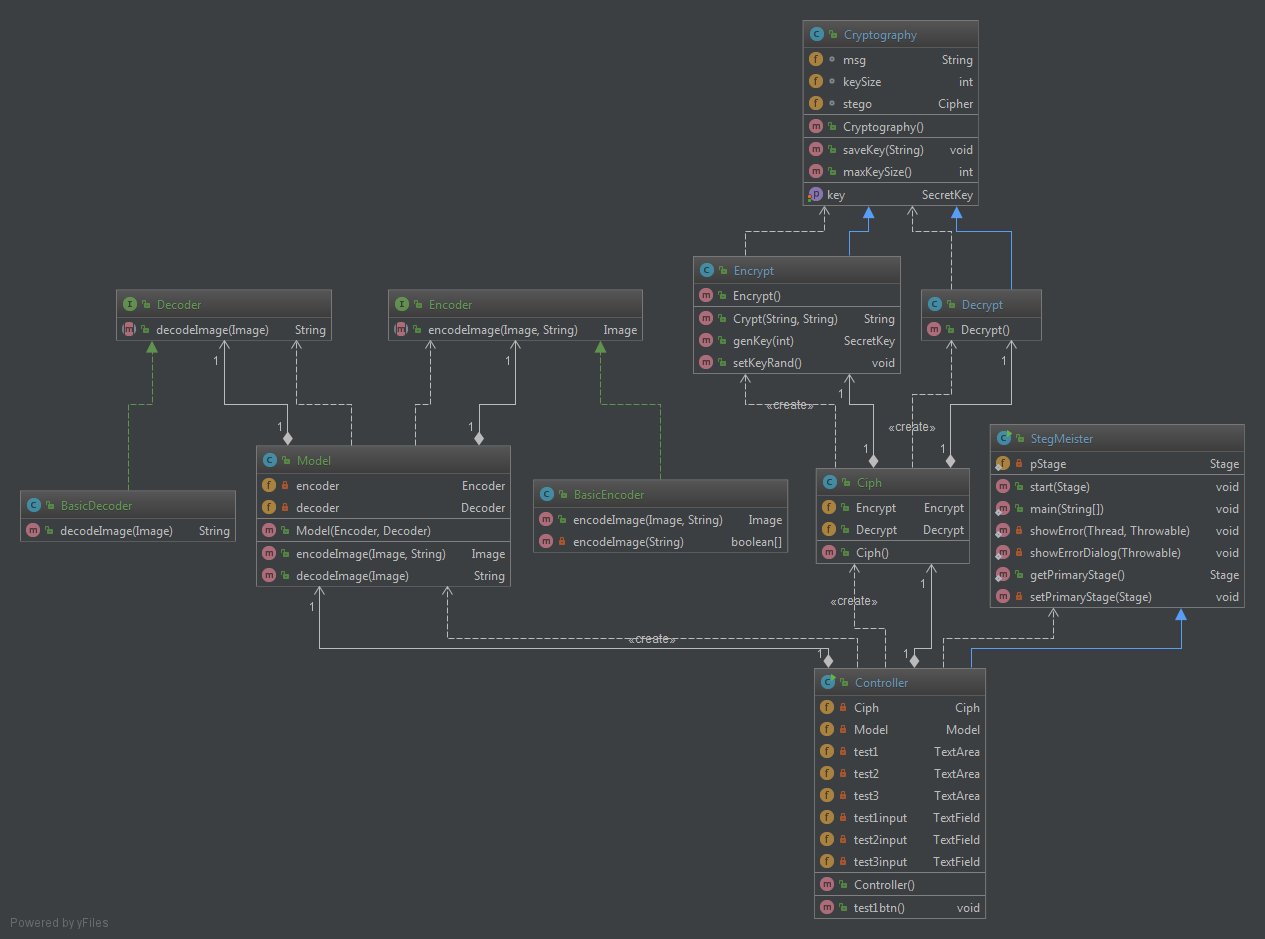 Cryptography
msg String
keySize int
stego Cipher
Cryptography()
saveKey(String) void
maxKeySize() int
key SecretKey
Encrypt
Encrypt()
Crypt(String, String) String
genKey(int) SecretKey
setKeyRand() void
Decrypt
Decrypt()
Decoder
decodeImage(Image) String
Encoder
encodeImage(Image, String) Image
1
1
1
1
«create»
1
1
«create»
1
1
BasicDecoder
decodeImage(Image) String
Model
encoder Encoder
decoder Decoder
Model(Encoder, Decoder)
encodeImage(Image, String) Image
decodeImage(Image) String
BasicEncoder
encodeImage(Image, String) Image
encodeImage(String) boolean[]
Ciph
Encrypt Encrypt
Decrypt Decrypt
Ciph()
StegMeister
pStage Stage
start(Stage) void
main(String[]) void
showError(Thread, Throwable) void
showErrorDialog(Throwable) void
getPrimaryStage() Stage
setPrimaryStage(Stage) void
1
«create»
1
«create»
1
1
Controller
Ciph Ciph
Model Model
test1 TextArea
test2 TextArea
test3 TextArea
test1input TextField
test2input TextField
test3input TextField
Controller()
test1btn() void
Powered by yFiles